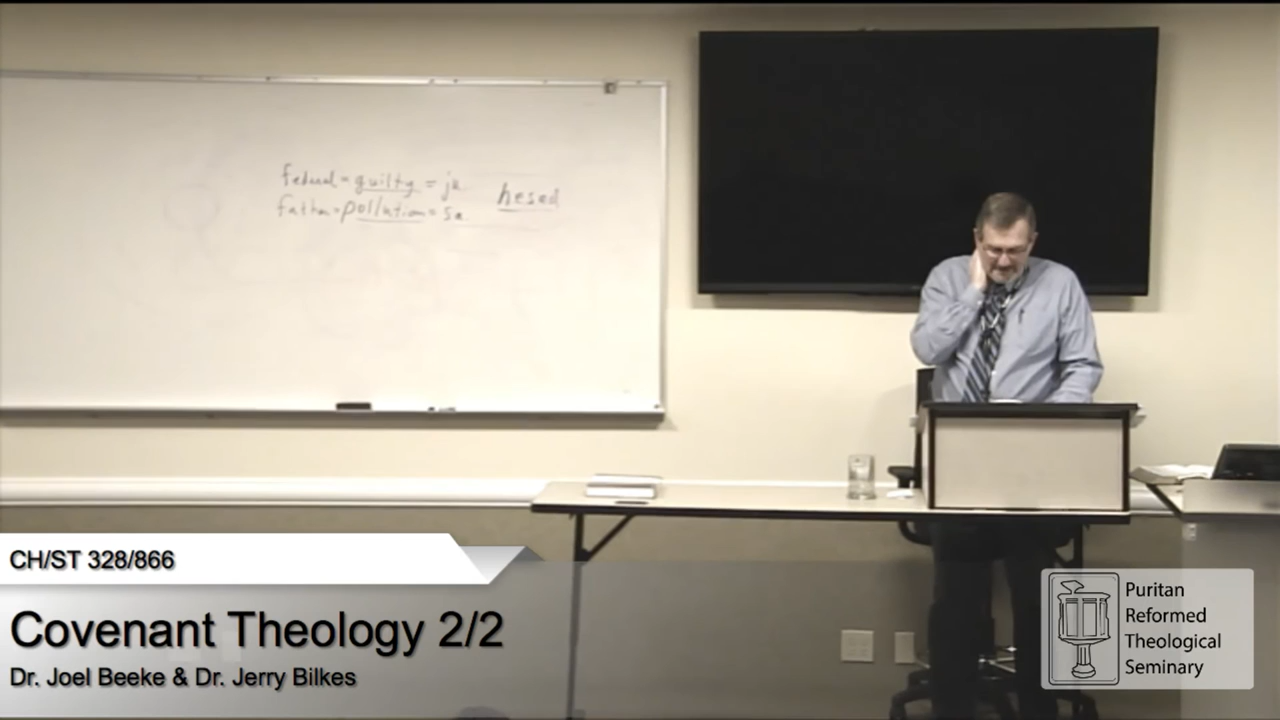 federal = guilty = ju
father = pollution = sa
hesed
CH/ST 328/866
Covenant Theology 2/2
Dr. Joel Beeke & Dr. Jerry Bilkes
Puritan
Reformed
Theological
Seminary